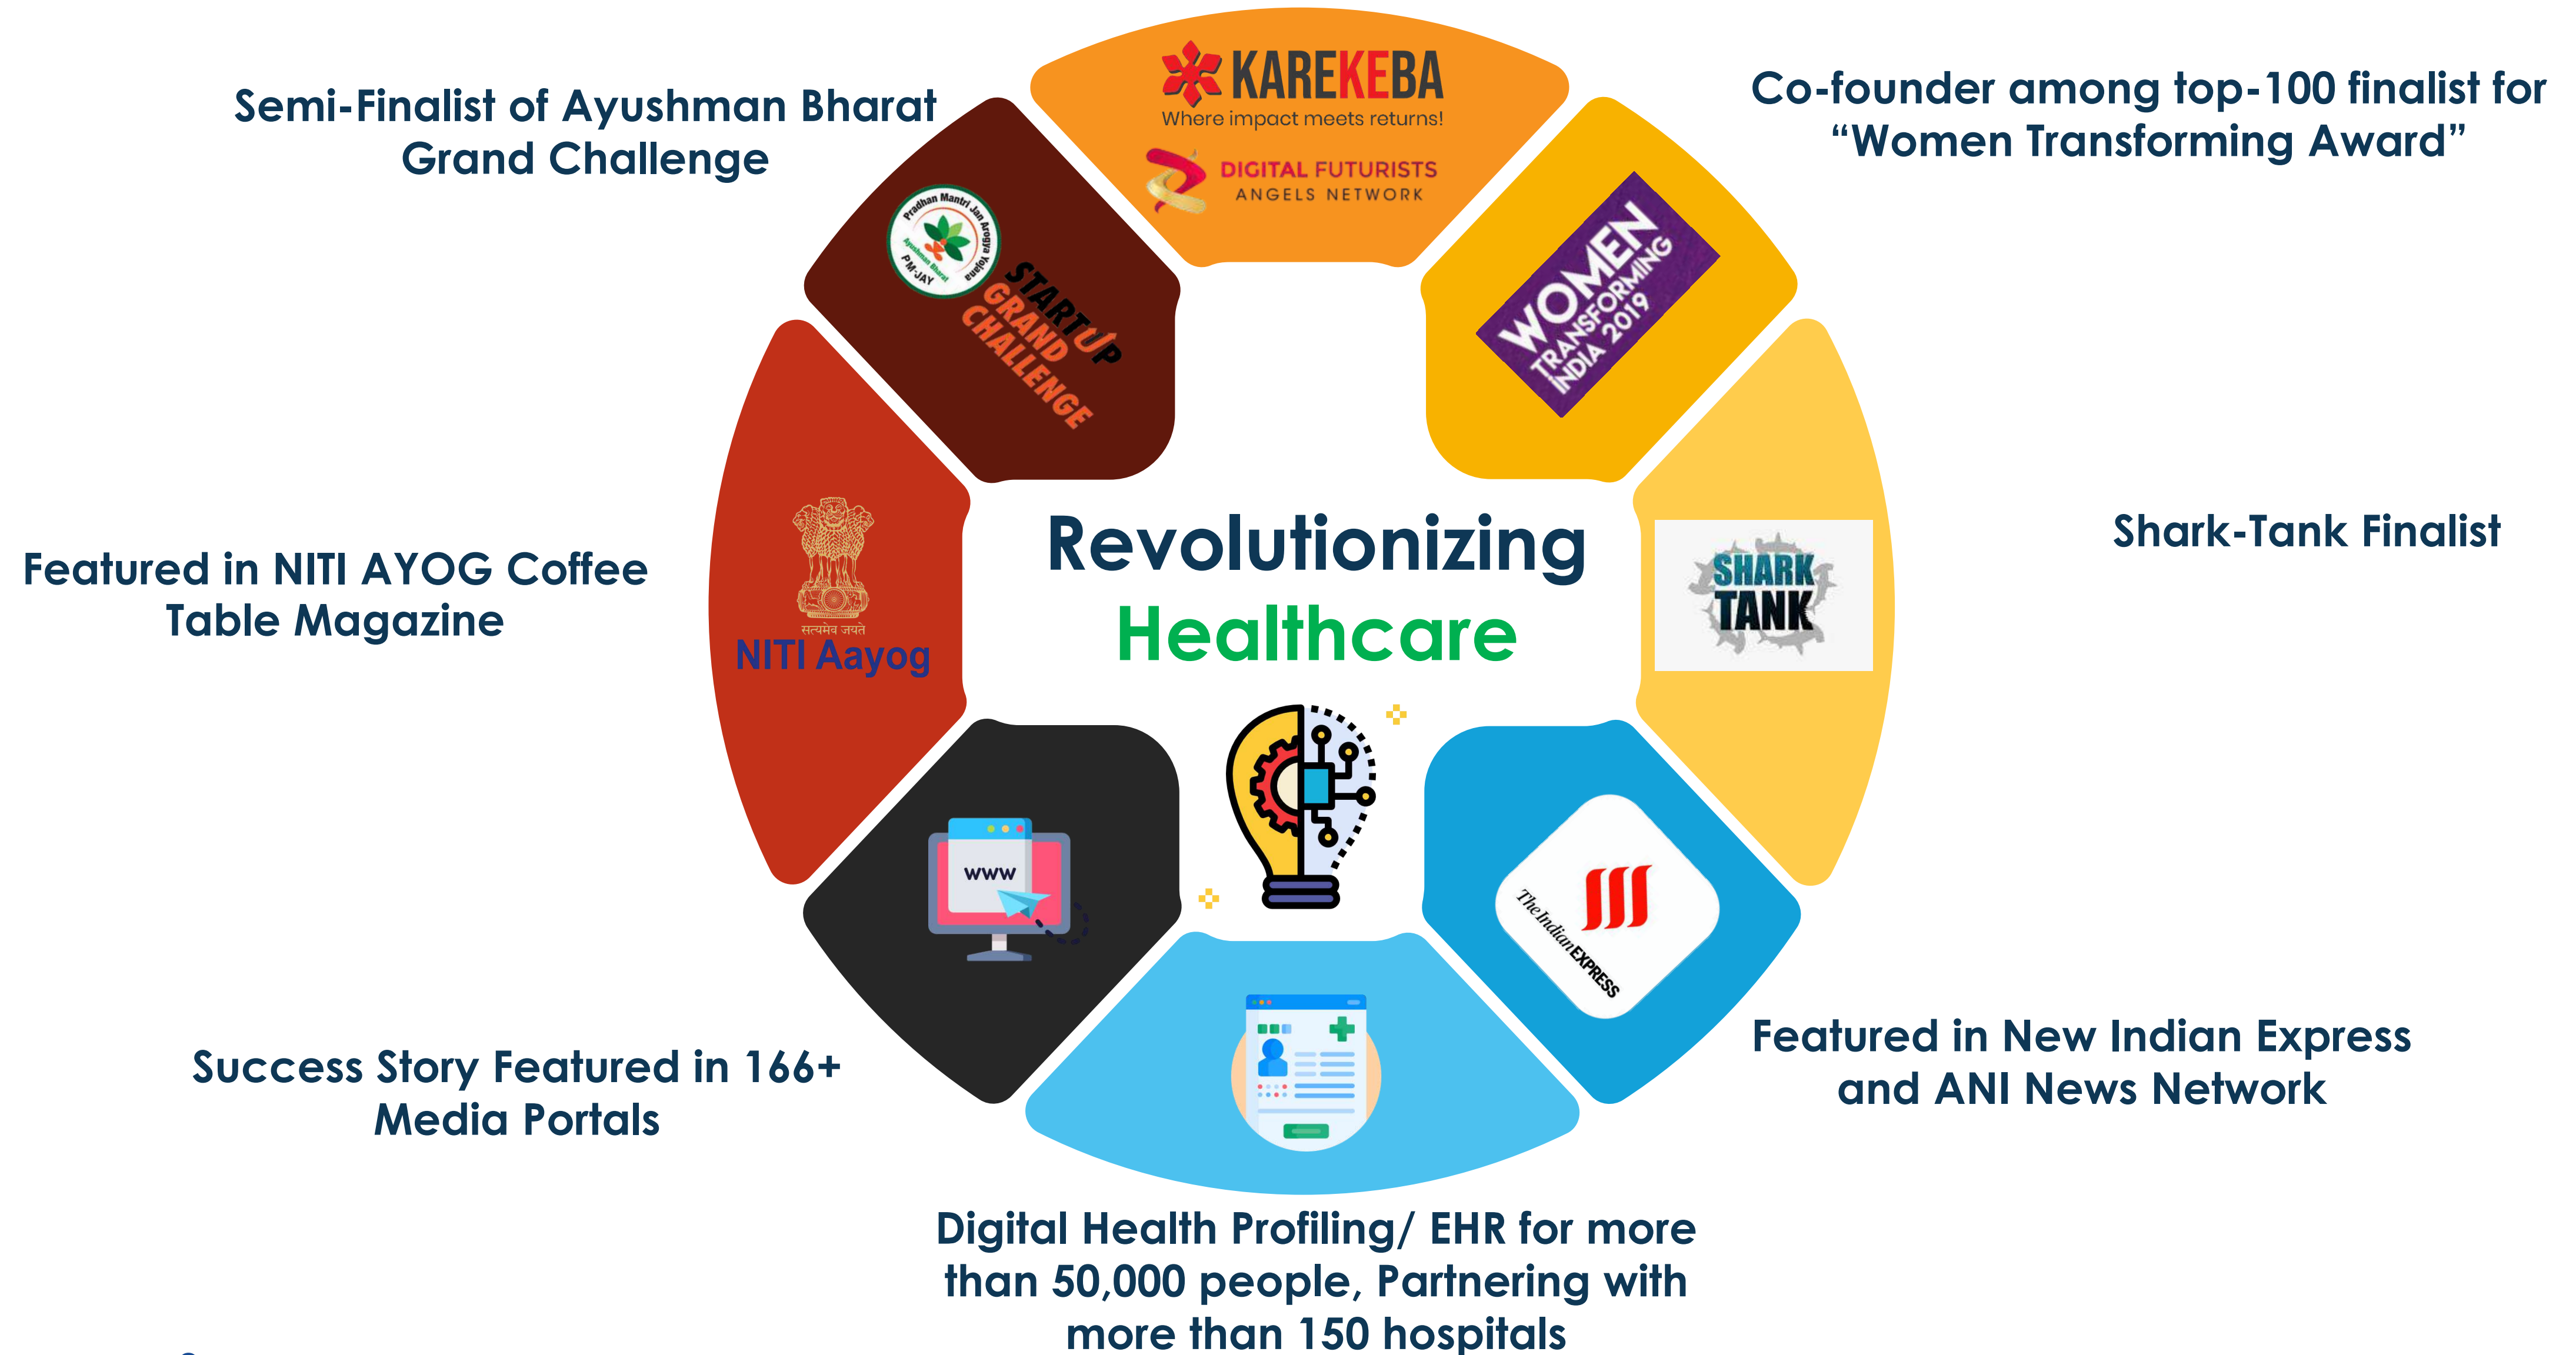 KAREKEBA
Where impact meets returns!
DIGITAL FUTURISTS
ANGELS NETWORK
Semi-Finalist of Ayushman Bharat
Grand Challenge
Pradhan Mantri Jan Arogya Yojana
Ayushman Bharat
PM-JAY
STARTUP
GRAND
CHALLENGE
Co-founder among top-100 finalist for
“Women Transforming Award”
WOMEN
TRANSFORMING
INDIA 2019
Featured in NITI AYOG Coffee
Table Magazine
सत्यमेव जयते
NITI Aayog
Revolutionizing
Healthcare
SHARK
TANK
Shark-Tank Finalist
www
Success Story Featured in 166+
Media Portals
The Indian EXPRESS
Featured in New Indian Express
and ANI News Network
Digital Health Profiling/ EHR for more
than 50,000 people, Partnering with
more than 150 hospitals